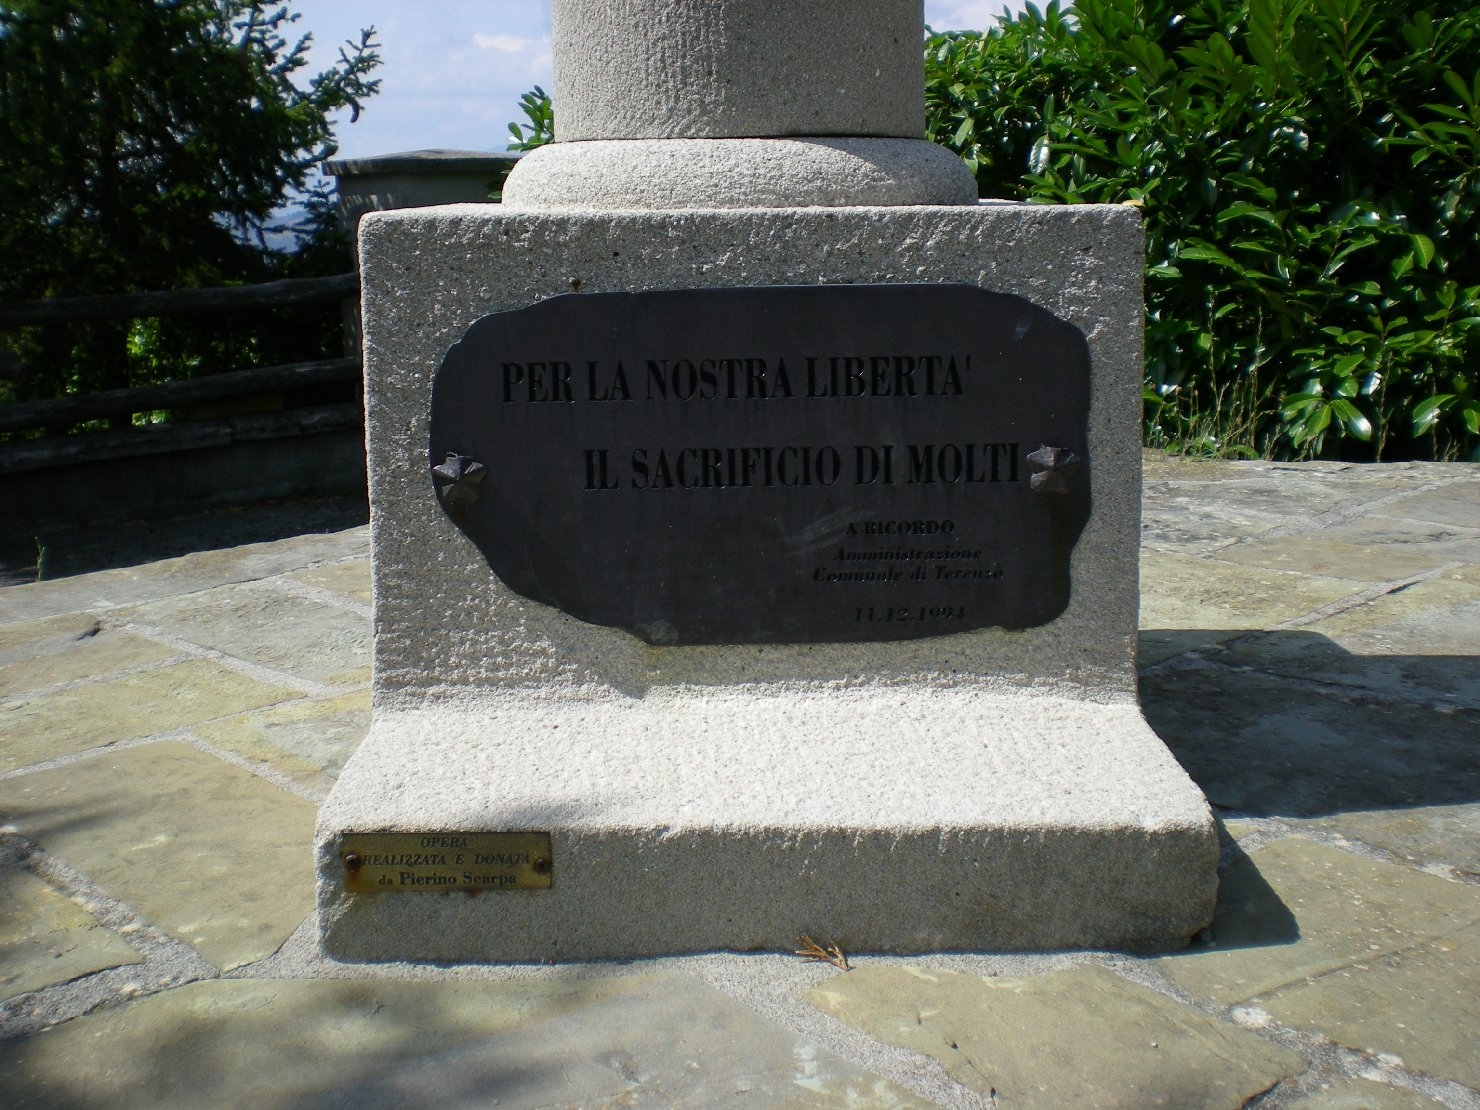 PER LA NOSTRA LIBERTA'
IL SACRIFICIO DI MOLTI
A RICORDO
Amministrazione
Comunale di Terenzo
11.12.1994
OPERA
REALIZZATA E DONATA
da Pierino Scarpa